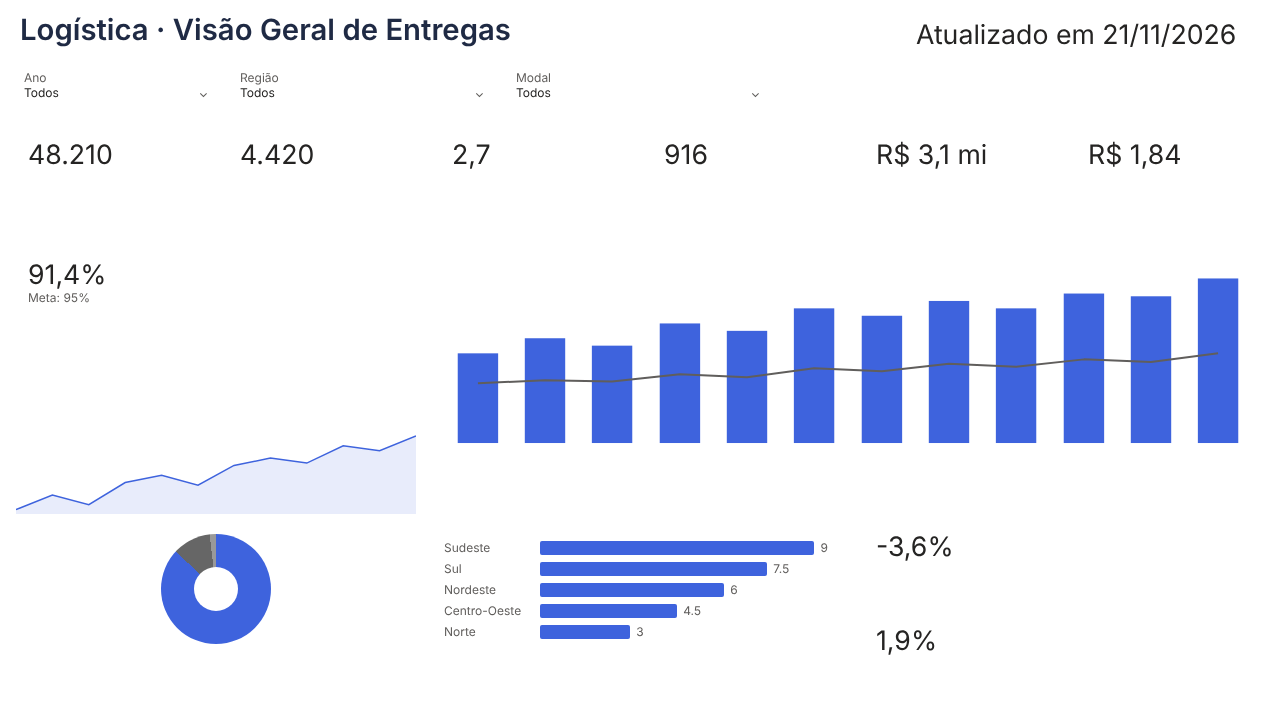 Logística · Visão Geral de Entregas
Atualizado em 21/11/2026
Ano
Todos
Região
Todos
Modal
Todos
48.210
4.420
2,7
916
R$ 3,1 mi
R$ 1,84
91,4%
Meta: 95%
Sudeste 9
Sul 7.5
Nordeste 6
Centro-Oeste 4.5
Norte 3
-3,6%
1,9%